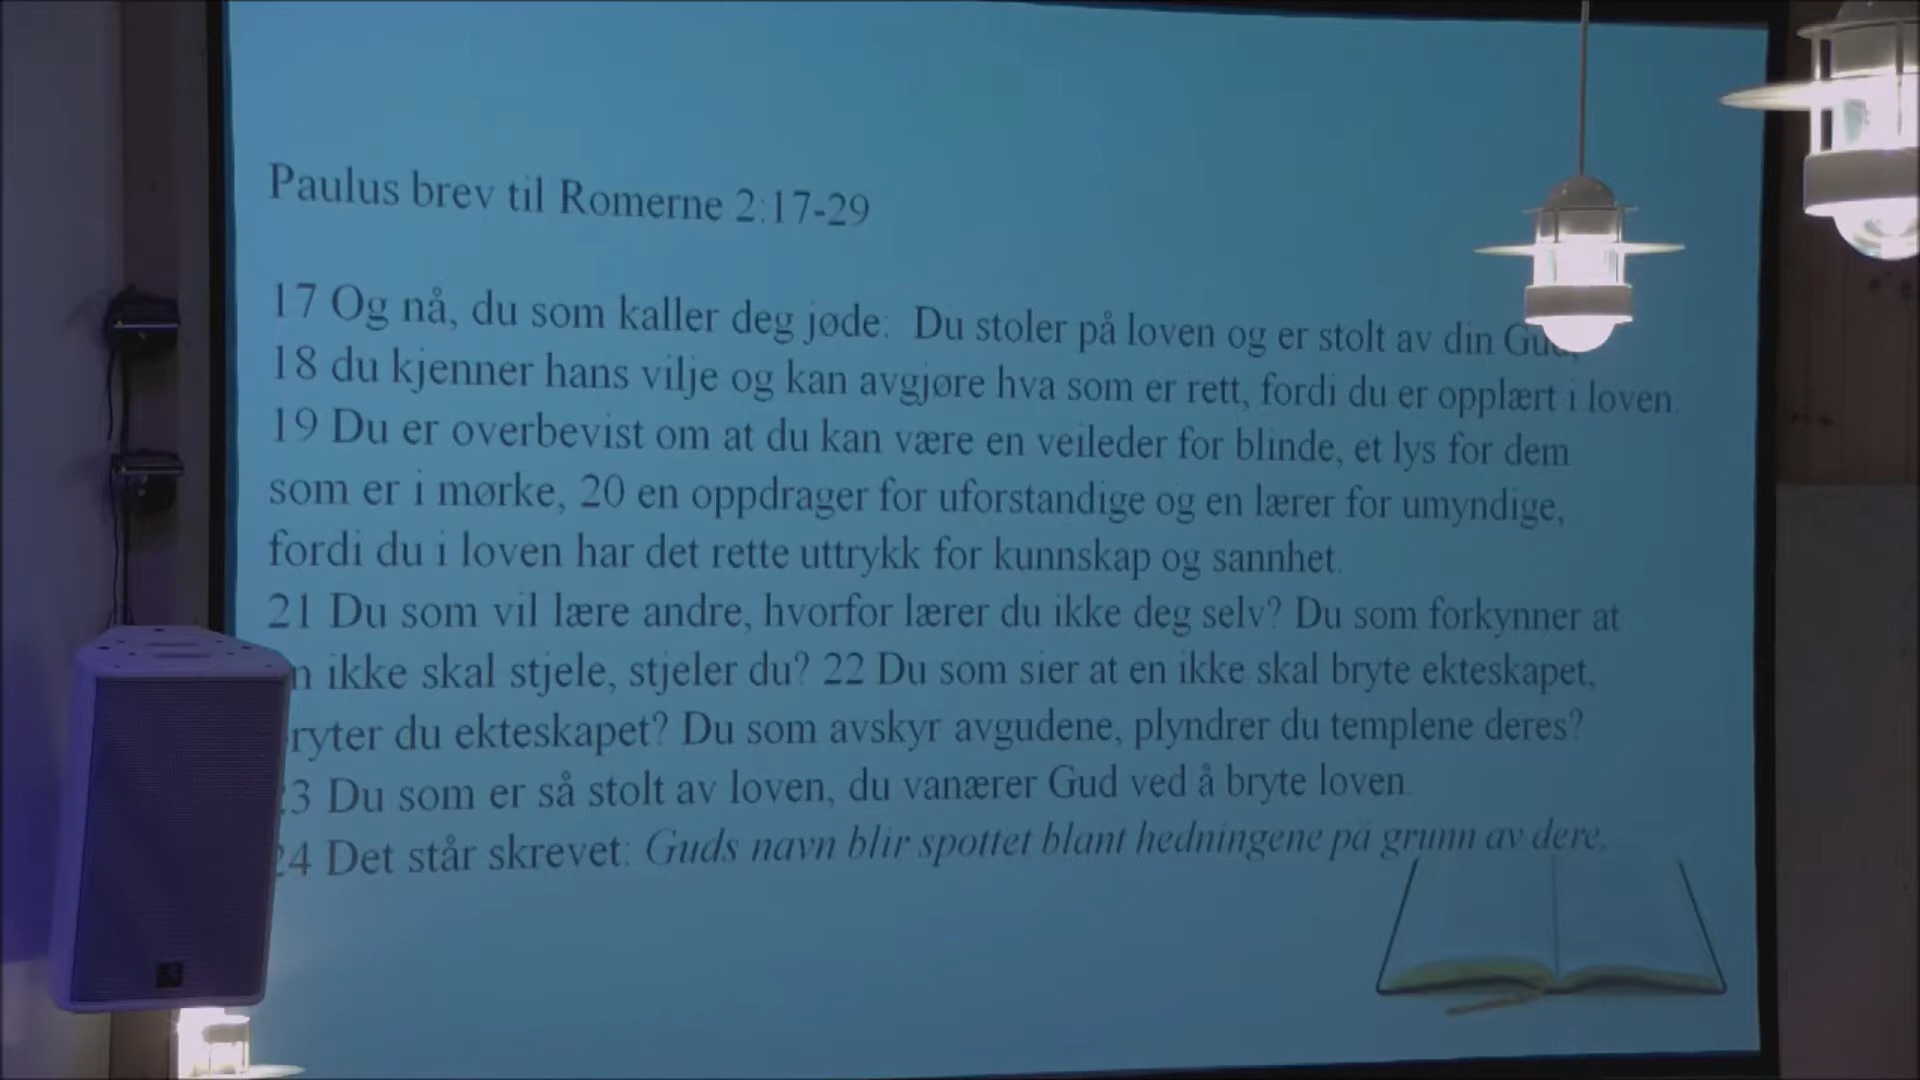 Paulus brev til Romerne 2:17-29
17 Og nå, du som kaller deg jøde: Du stoler på loven og er stolt av din
18 du kjenner hans vilje og kan avgjøre hva som er rett, fordi du er opplært i loven.
19 Du er overbevist om at du kan være en veileder for blinde, et lys for dem
som er i mørke, 20 en oppdrager for uforstandige og en lærer for umyndige,
fordi du i loven har det rette uttrykk for kunnskap og sannhet.
21 Du som vil lære andre, hvorfor lærer du ikke deg selv? Du som forkynner at
ikke skal stjele, stjeler du? 22 Du som sier at en ikke skal bryte ekteskapet,
du ekteskapet? Du som avskyr avgudene, plyndrer du templene deres?
Du som er så stolt av loven, du vanærer Gud ved å bryte loven.
24 Det står skrevet: Guds navn blir spottet blant hedningene på grunn av dere.